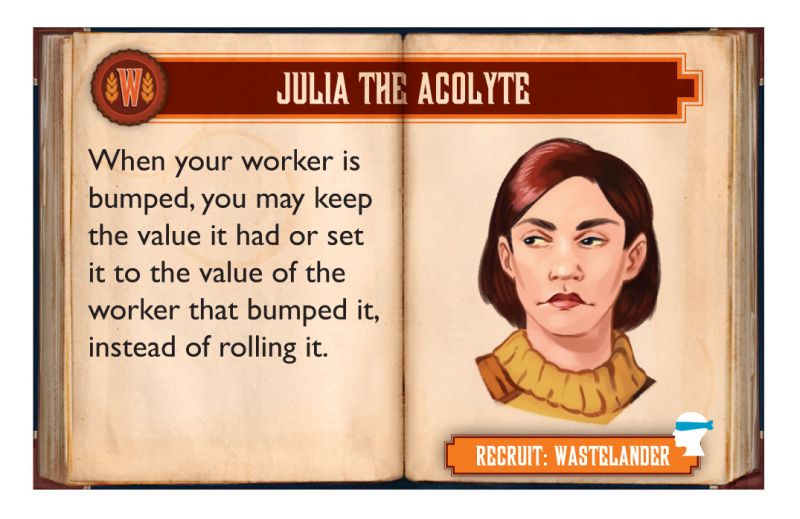 W
JULIA THE ACOLYTE
When your worker is
bumped, you may keep
the value it had or set
it to the value of the
worker that bumped it,
instead of rolling it.
RECRUIT: WASTELANDER